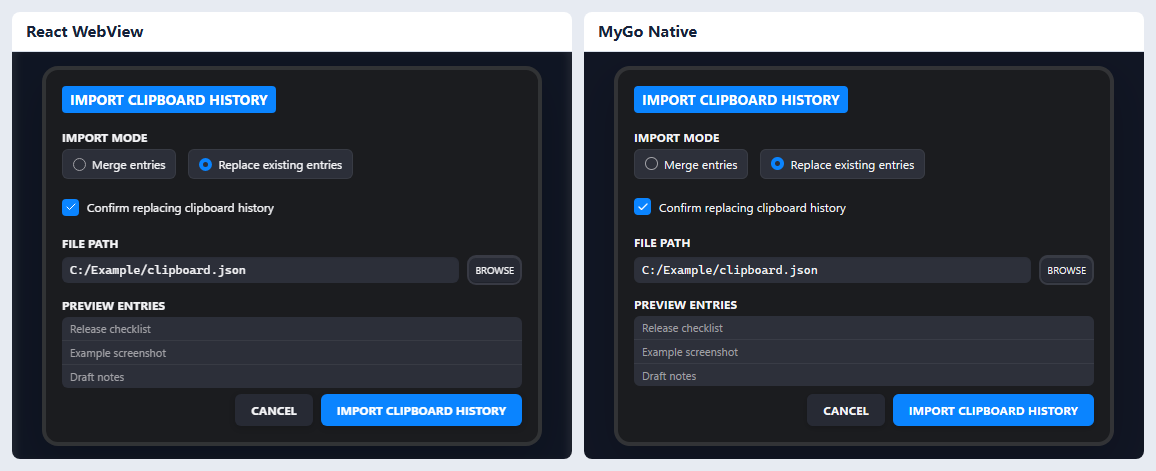 React WebView
IMPORT CLIPBOARD HISTORY
IMPORT MODE
Merge entries
Replace existing entries
Confirm replacing clipboard history
FILE PATH
C:/Example/clipboard.json
BROWSE
PREVIEW ENTRIES
Release checklist
Example screenshot
Draft notes
CANCEL
IMPORT CLIPBOARD HISTORY
MyGo Native
IMPORT CLIPBOARD HISTORY
IMPORT MODE
Merge entries
Replace existing entries
Confirm replacing clipboard history
FILE PATH
C:/Example/clipboard.json
BROWSE
PREVIEW ENTRIES
Release checklist
Example screenshot
Draft notes
CANCEL
IMPORT CLIPBOARD HISTORY